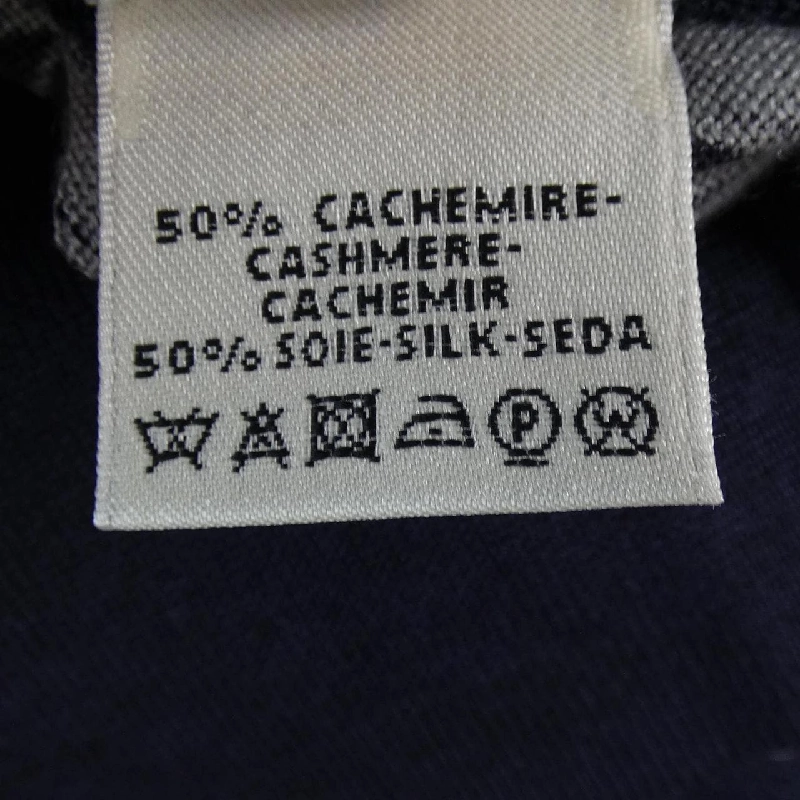 50% CACHEMIRE-
CASHMERE-
CACHEMIR
50% SOIE-SILK-SEDA
P W